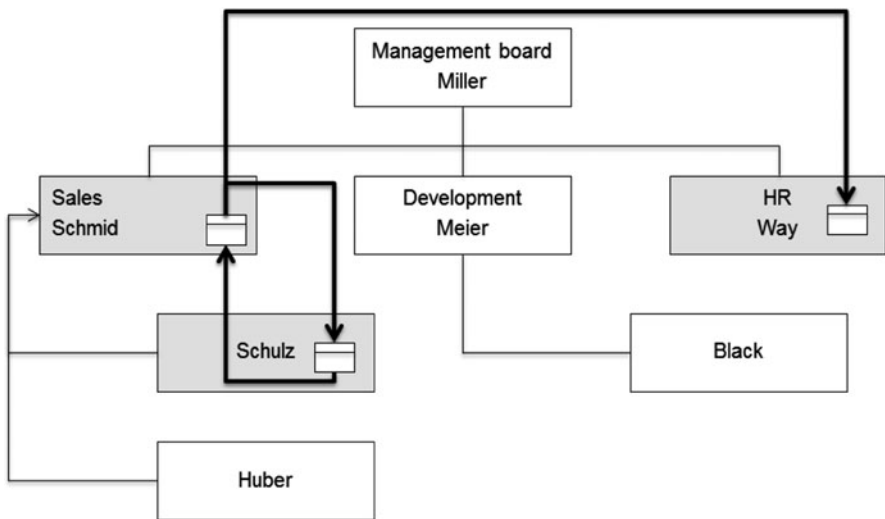 Management board
Miller
Sales
Schmid
Development
Meier
HR
Way
Schulz
Black
Huber